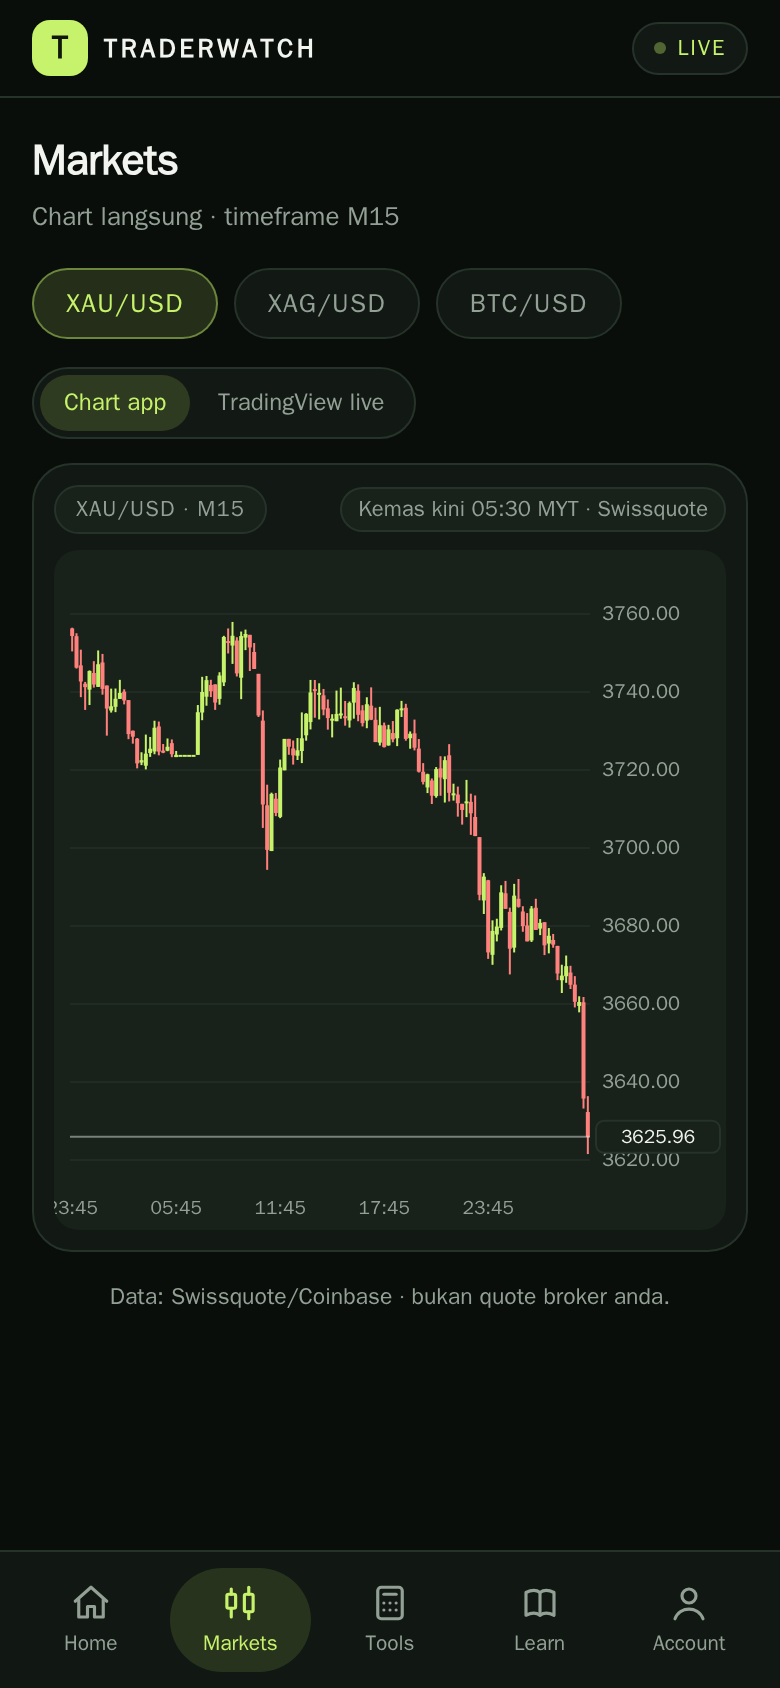 T TRADERWATCH LIVE
Markets
Chart langsung · timeframe M15
XAU/USD XAG/USD BTC/USD
Chart app TradingView live
XAU/USD · M15 Kemas kini 05:30 MYT · Swissquote
3760.00
3740.00
3720.00
3700.00
3680.00
3660.00
3640.00
3625.96
3620.00
23:45 05:45 11:45 17:45 23:45
Data: Swissquote/Coinbase · bukan quote broker anda.
Home Markets Tools Learn Account